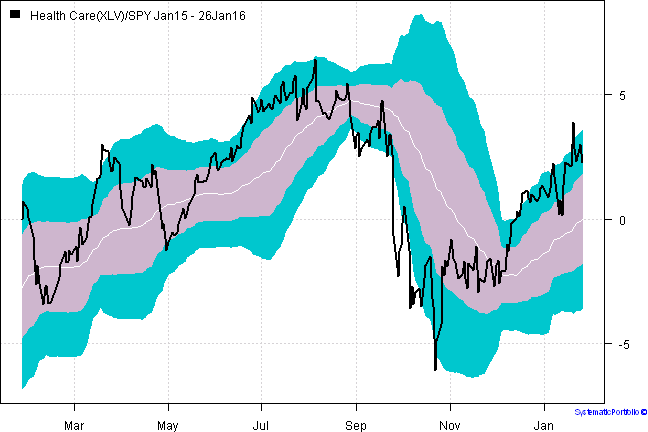 Health Care(XLV)/SPY Jan15 - 26Jan16
5
0
-5
Mar May Jul Sep Nov Jan
SystematicPortfolio ©